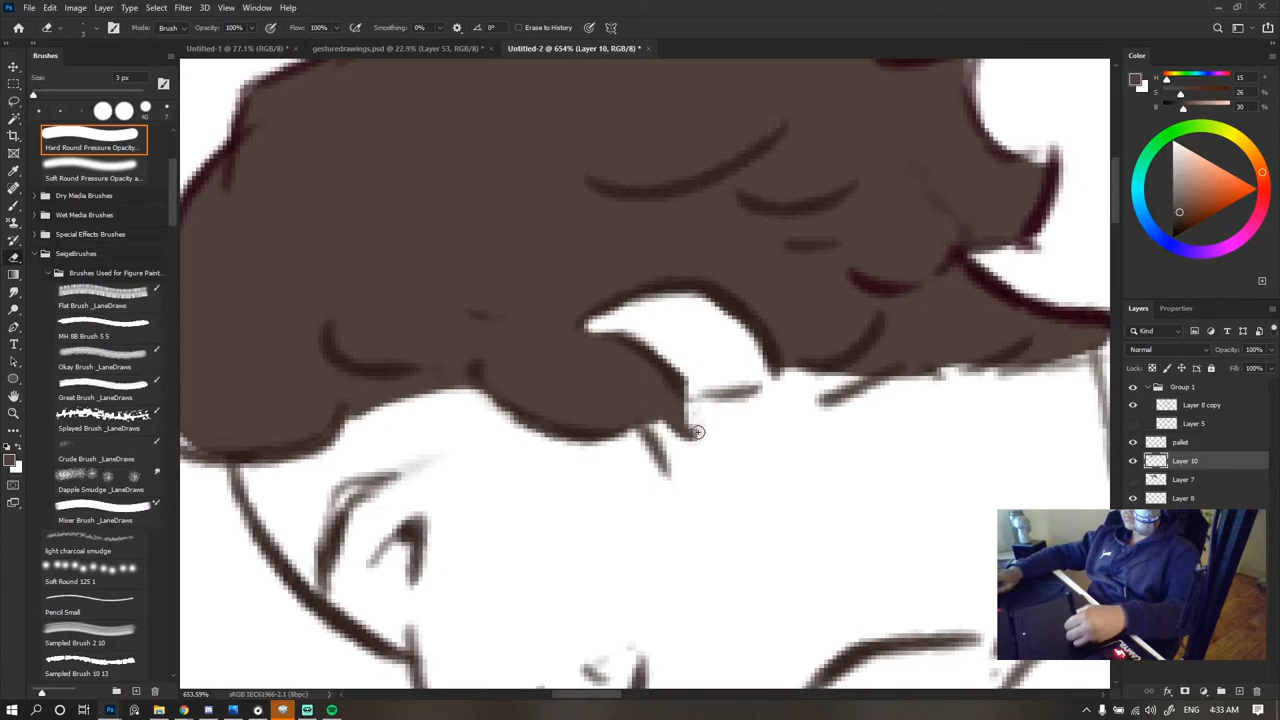 File Edit Image Layer Type Select Filter 3D View Window Help
3 Mode: Brush Opacity: 100% Flow: 100% Smoothing: 0% 0° Erase to History
Untitled-1 @ 27.1% (RGB/8) * × gesturedrawings.psd @ 22.9% (Layer 53, RGB/8) * × Untitled-2 @ 654% (Layer 10, RGB/8) * ×
Brushes
Size: 3 px
40 7
Hard Round Pressure Opacity...
Soft Round Pressure Opacity a...
Dry Media Brushes
Wet Media Brushes
Special Effects Brushes
SeigeBrushes
Brushes Used for Figure Paint...
Flat Brush _LaneDraws
MH 8B Brush 5 5
Okay Brush _LaneDraws
Mixed Brush _LaneDraws
Splayed Brush _LaneDraws
Crude Brush _LaneDraws
Dapple Smudge _LaneDraws
Mixer Brush _LaneDraws
light charcoal smudge
Soft Round 125 1
Pencil Small
Sampled Brush 2 10
Sampled Brush 10 13
Color
H 15
S 26
B 30
Layers Properties
Kind
Normal Opacity: 100%
Lock: Fill: 100%
Group 1
Layer 8 copy
Layer 5
pallet
Layer 10
Layer 7
Layer 8
653.59% sRGB IEC61966-2.1 (8bpc)
ENG 4:33 AM